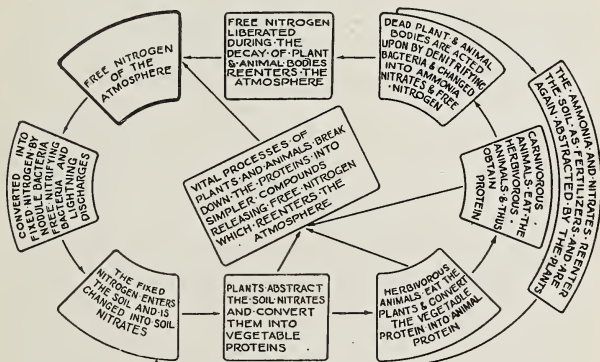 FREE NITROGEN
OF THE
ATMOSPHERE
CONVERTED INTO
FIXED NITROGEN BY
NODULE BACTERIA
FREE·NITRIFYING
BACTERIA AND
LIGHTNING
DISCHARGES
THE FIXED
NITROGEN·ENTERS
THE SOIL AND·IS
CHANGED INTO·SOIL
NITRATES
PLANTS ABSTRACT
THE·SOIL·NITRATES
AND·CONVERT
THEM INTO
VEGETABLE
PROTEINS
HERBIVOROUS
ANIMALS·EAT THE
PLANTS & CONVERT
THE VEGETABLE
PROTEIN INTO ANIMAL
PROTEIN
CARNIVOROUS
ANIMALS·EAT THE
HERBIVOROUS·
ANIMALS & THUS
OBTAIN
PROTEIN
DEAD PLANT·& ANIMAL
BODIES ARE ACTED
UPON BY DENITRIFYING
BACTERIA & CHANGED
INTO AMMONIA
NITRATES & FREE
·NITROGEN
FREE NITROGEN
LIBERATED
DURING·THE
DECAY·OF·PLANT
& ANIMAL·BODIES
REENTERS·THE
ATMOSPHERE
VITAL PROCESSES OF
PLANTS AND·ANIMALS·BREAK
DOWN·THE PROTEINS INTO
SIMPLER COMPOUNDS
RELEASING·FREE·NITROGEN
WHICH·REENTERS·THE
ATMOSPHERE
THE·AMMONIA·AND·NITRATES·REENTER
THE·SOIL·AS·FERTILIZERS·AND·ARE
AGAIN·ABSTRACTED·BY·THE·PLANTS